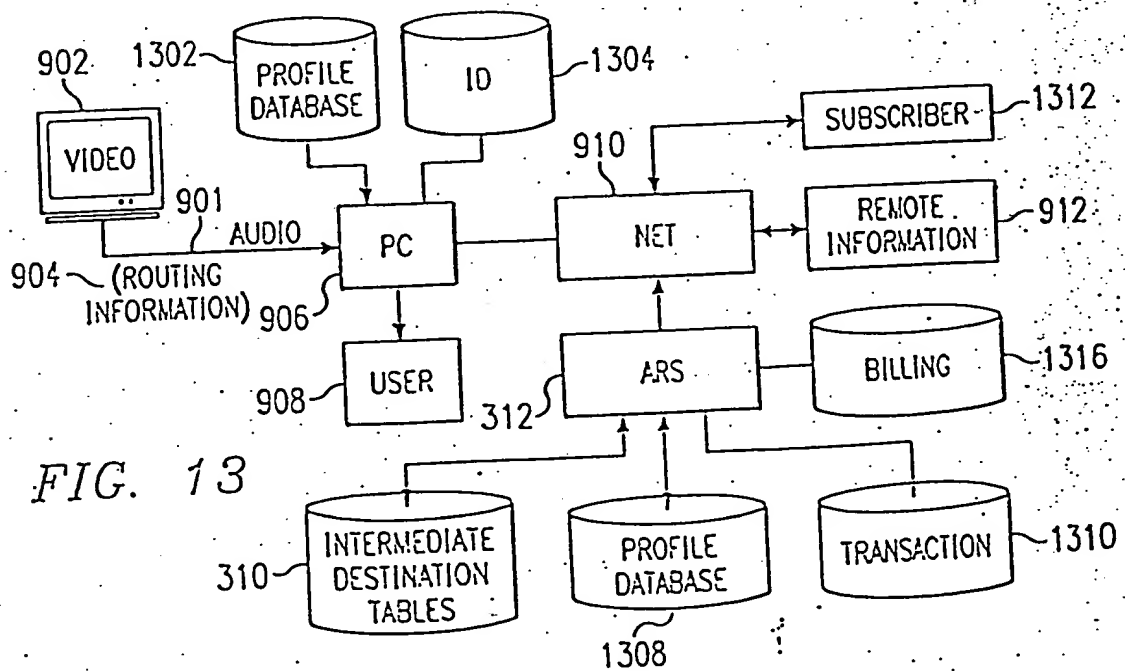 1302
PROFILE
DATABASE
ID
1304
902
VIDEO
901
AUDIO
904
(ROUTING
INFORMATION)
PC
906
USER
908
910
NET
SUBSCRIBER
1312
REMOTE
INFORMATION
912
ARS
312
BILLING
1316
FIG. 13
310
INTERMEDIATE
DESTINATION
TABLES
PROFILE
DATABASE
1308
TRANSACTION
1310